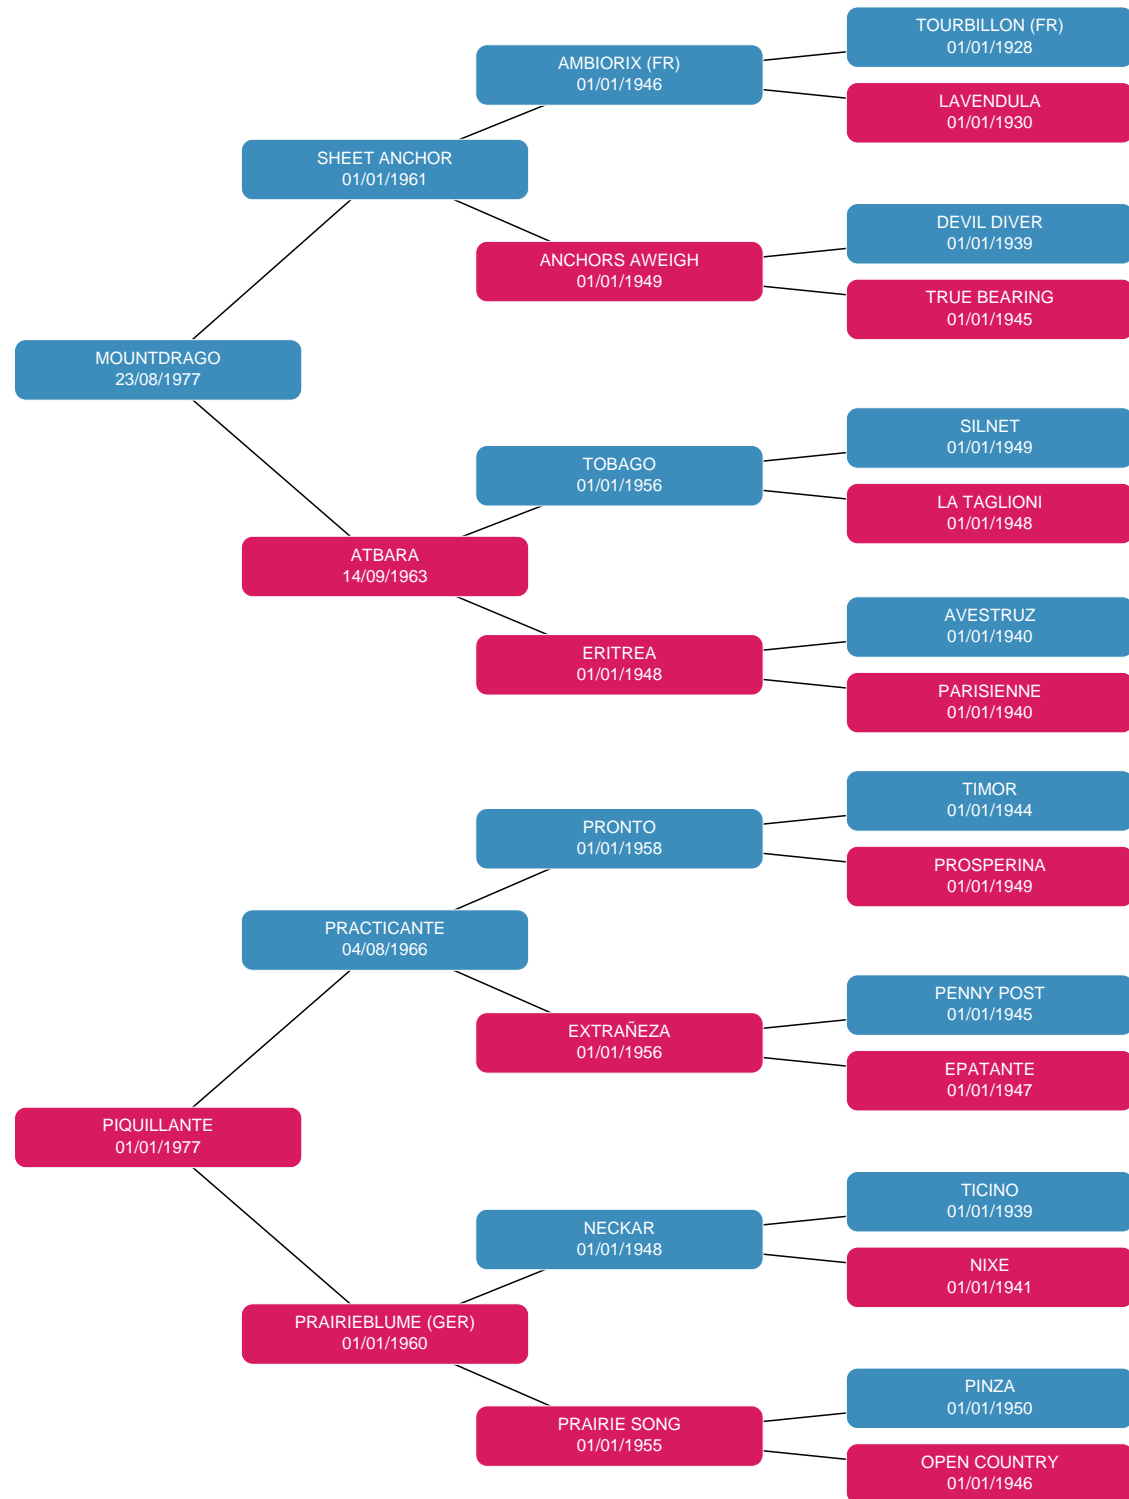 TOURBILLON (FR)
01/01/1928
AMBIORIX (FR)
01/01/1946
LAVENDULA
01/01/1930
SHEET ANCHOR
01/01/1961
DEVIL DIVER
01/01/1939
ANCHORS AWEIGH
01/01/1949
TRUE BEARING
01/01/1945
MOUNTDRAGO
23/08/1977
SILNET
01/01/1949
TOBAGO
01/01/1956
LA TAGLIONI
01/01/1948
ATBARA
14/09/1963
AVESTRUZ
01/01/1940
ERITREA
01/01/1948
PARISIENNE
01/01/1940
TIMOR
01/01/1944
PRONTO
01/01/1958
PROSPERINA
01/01/1949
PRACTICANTE
04/08/1966
PENNY POST
01/01/1945
EXTRAÑEZA
01/01/1956
EPATANTE
01/01/1947
PIQUILLANTE
01/01/1977
TICINO
01/01/1939
NECKAR
01/01/1948
NIXE
01/01/1941
PRAIRIEBLUME (GER)
01/01/1960
PINZA
01/01/1950
PRAIRIE SONG
01/01/1955
OPEN COUNTRY
01/01/1946